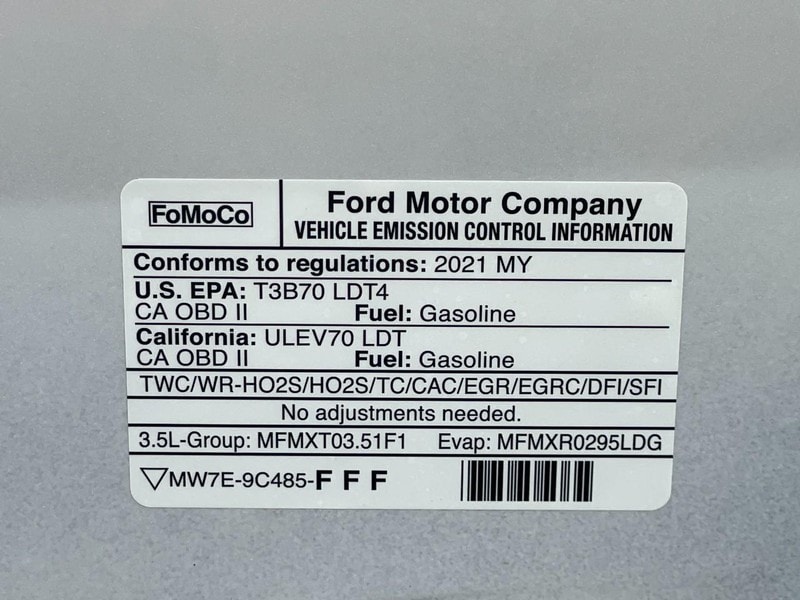 FoMoCo
Ford Motor Company
VEHICLE EMISSION CONTROL INFORMATION
Conforms to regulations: 2021 MY
U.S. EPA: T3B70 LDT4
CA OBD II Fuel: Gasoline
California: ULEV70 LDT
CA OBD II Fuel: Gasoline
TWC/WR-HO2S/HO2S/TC/CAC/EGR/EGRC/DFI/SFI
No adjustments needed.
3.5L-Group: MFMXT03.51F1 Evap: MFMXR0295LDG
MW7E-9C485-F F F